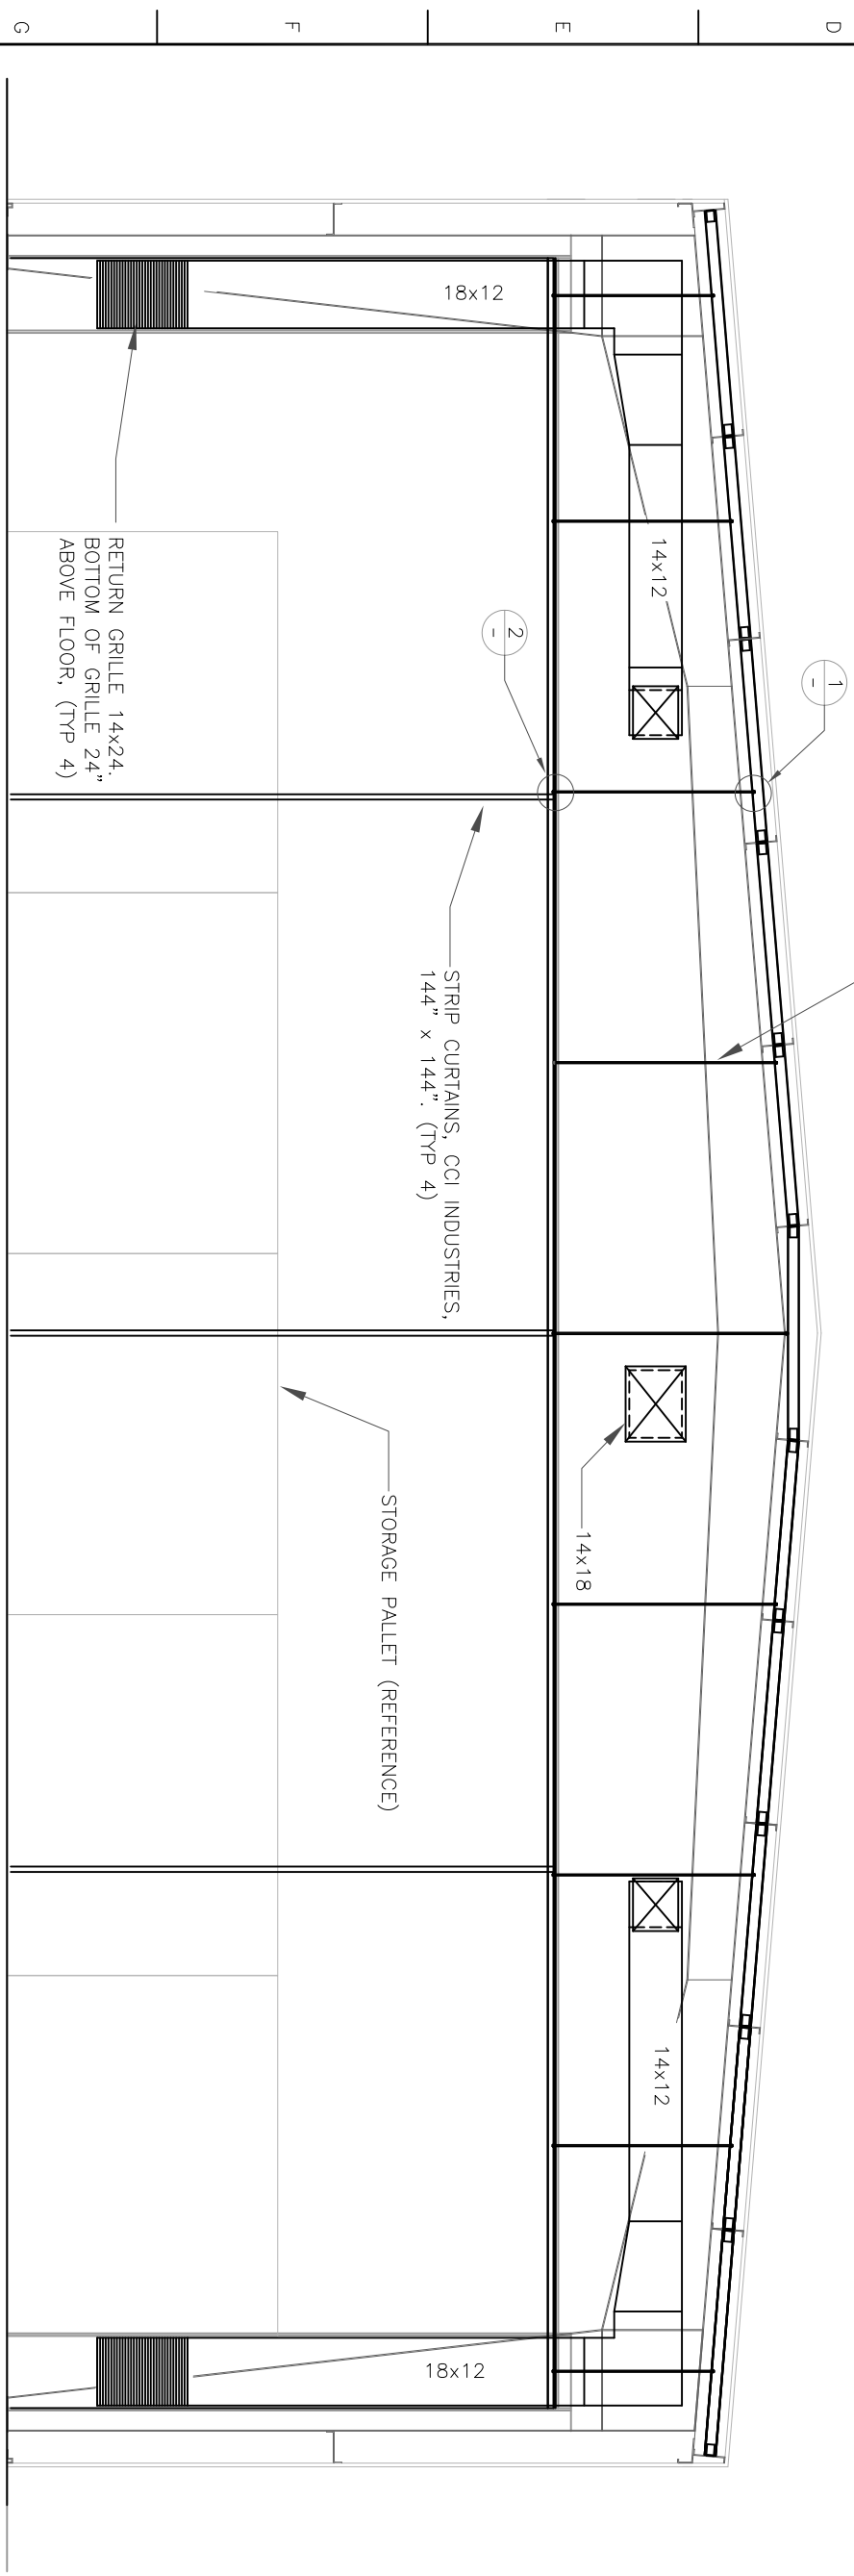 G
F
E
D
18x12
14x12
2
-
1
-
RETURN GRILLE 14x24.
BOTTOM OF GRILLE 24"
ABOVE FLOOR, (TYP 4)
STRIP CURTAINS, CCI INDUSTRIES,
144" x 144". (TYP 4)
14x18
STORAGE PALLET (REFERENCE)
14x12
18x12